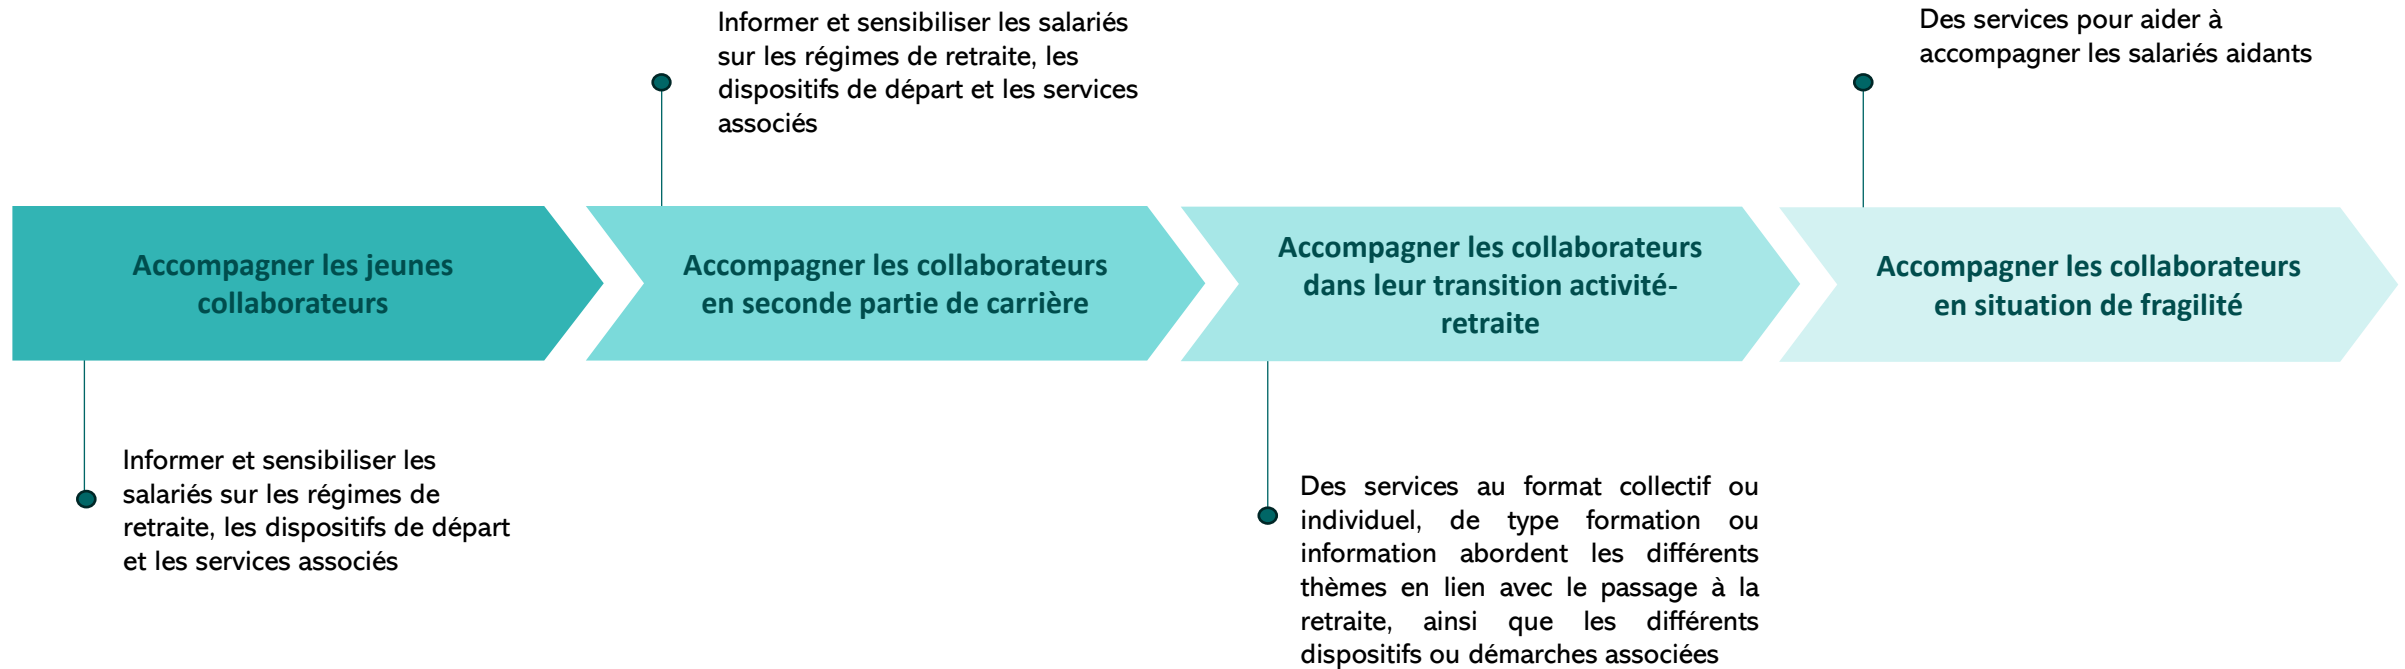 Informer et sensibiliser les salariés
sur les régimes de retraite, les
dispositifs de départ et les services
associés
Des services pour aider à
accompagner les salariés aidants
Accompagner les jeunes
collaborateurs
Accompagner les collaborateurs
en seconde partie de carrière
Accompagner les collaborateurs
dans leur transition activité-
retraite
Accompagner les collaborateurs
en situation de fragilité
Informer et sensibiliser les
salariés sur les régimes de
retraite, les dispositifs de départ
et les services associés
Des services au format collectif ou
individuel, de type formation ou
information abordent les différents
thèmes en lien avec le passage à la
retraite, ainsi que les différents
dispositifs ou démarches associées